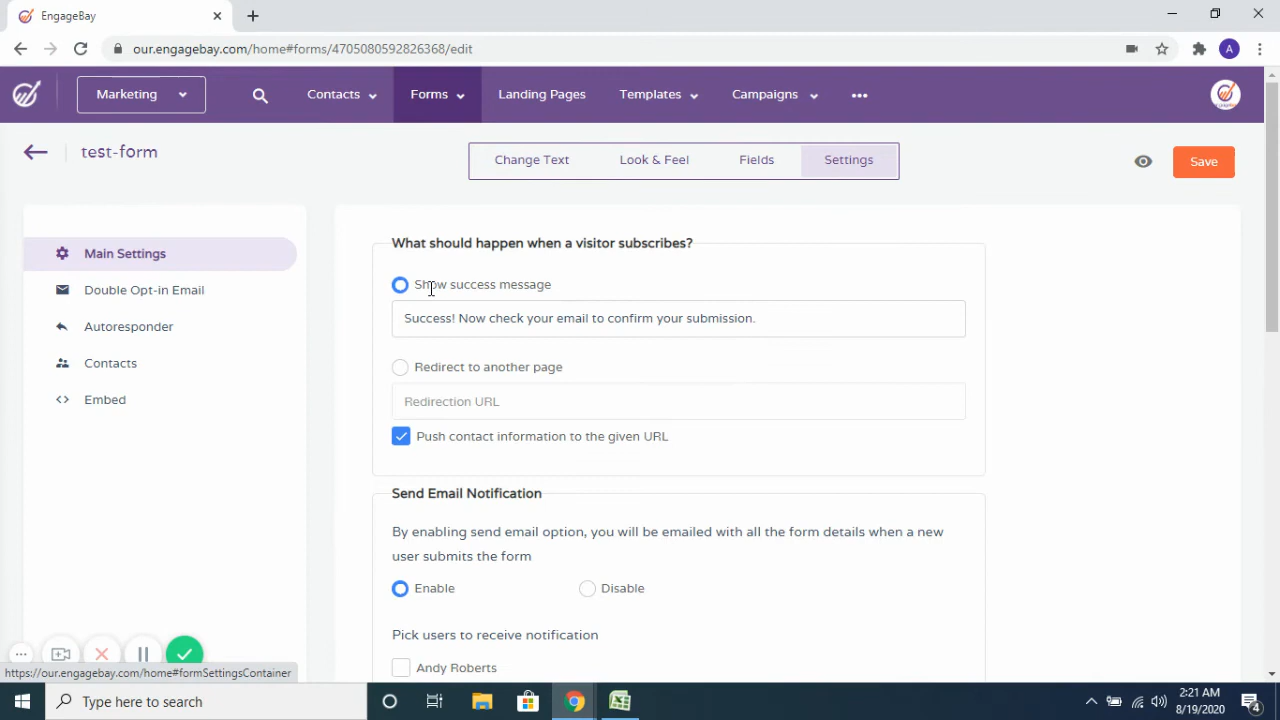 EngageBay
our.engagebay.com/home#forms/4705080592826368/edit
A
Marketing
Contacts
Forms
Landing Pages
Templates
Campaigns
test-form
Change Text
Look & Feel
Fields
Settings
Save
Main Settings
Double Opt-in Email
Autoresponder
Contacts
Embed
What should happen when a visitor subscribes?
Show success message
Success! Now check your email to confirm your submission.
Redirect to another page
Redirection URL
Push contact information to the given URL
Send Email Notification
By enabling send email option, you will be emailed with all the form details when a new
user submits the form
Enable
Disable
Pick users to receive notification
Andy Roberts
https://our.engagebay.com/home#formSettingsContainer
Type here to search
2:21 AM
8/19/2020
4